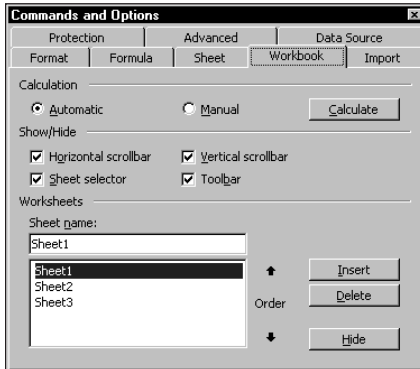 Commands and Options
Protection Advanced Data Source
Format Formula Sheet Workbook Import
Calculation
Automatic Manual Calculate
Show/Hide
Horizontal scrollbar Vertical scrollbar
Sheet selector Toolbar
Worksheets
Sheet name:
Sheet1
Sheet1 Insert
Sheet2
Sheet3 Order Delete
Hide